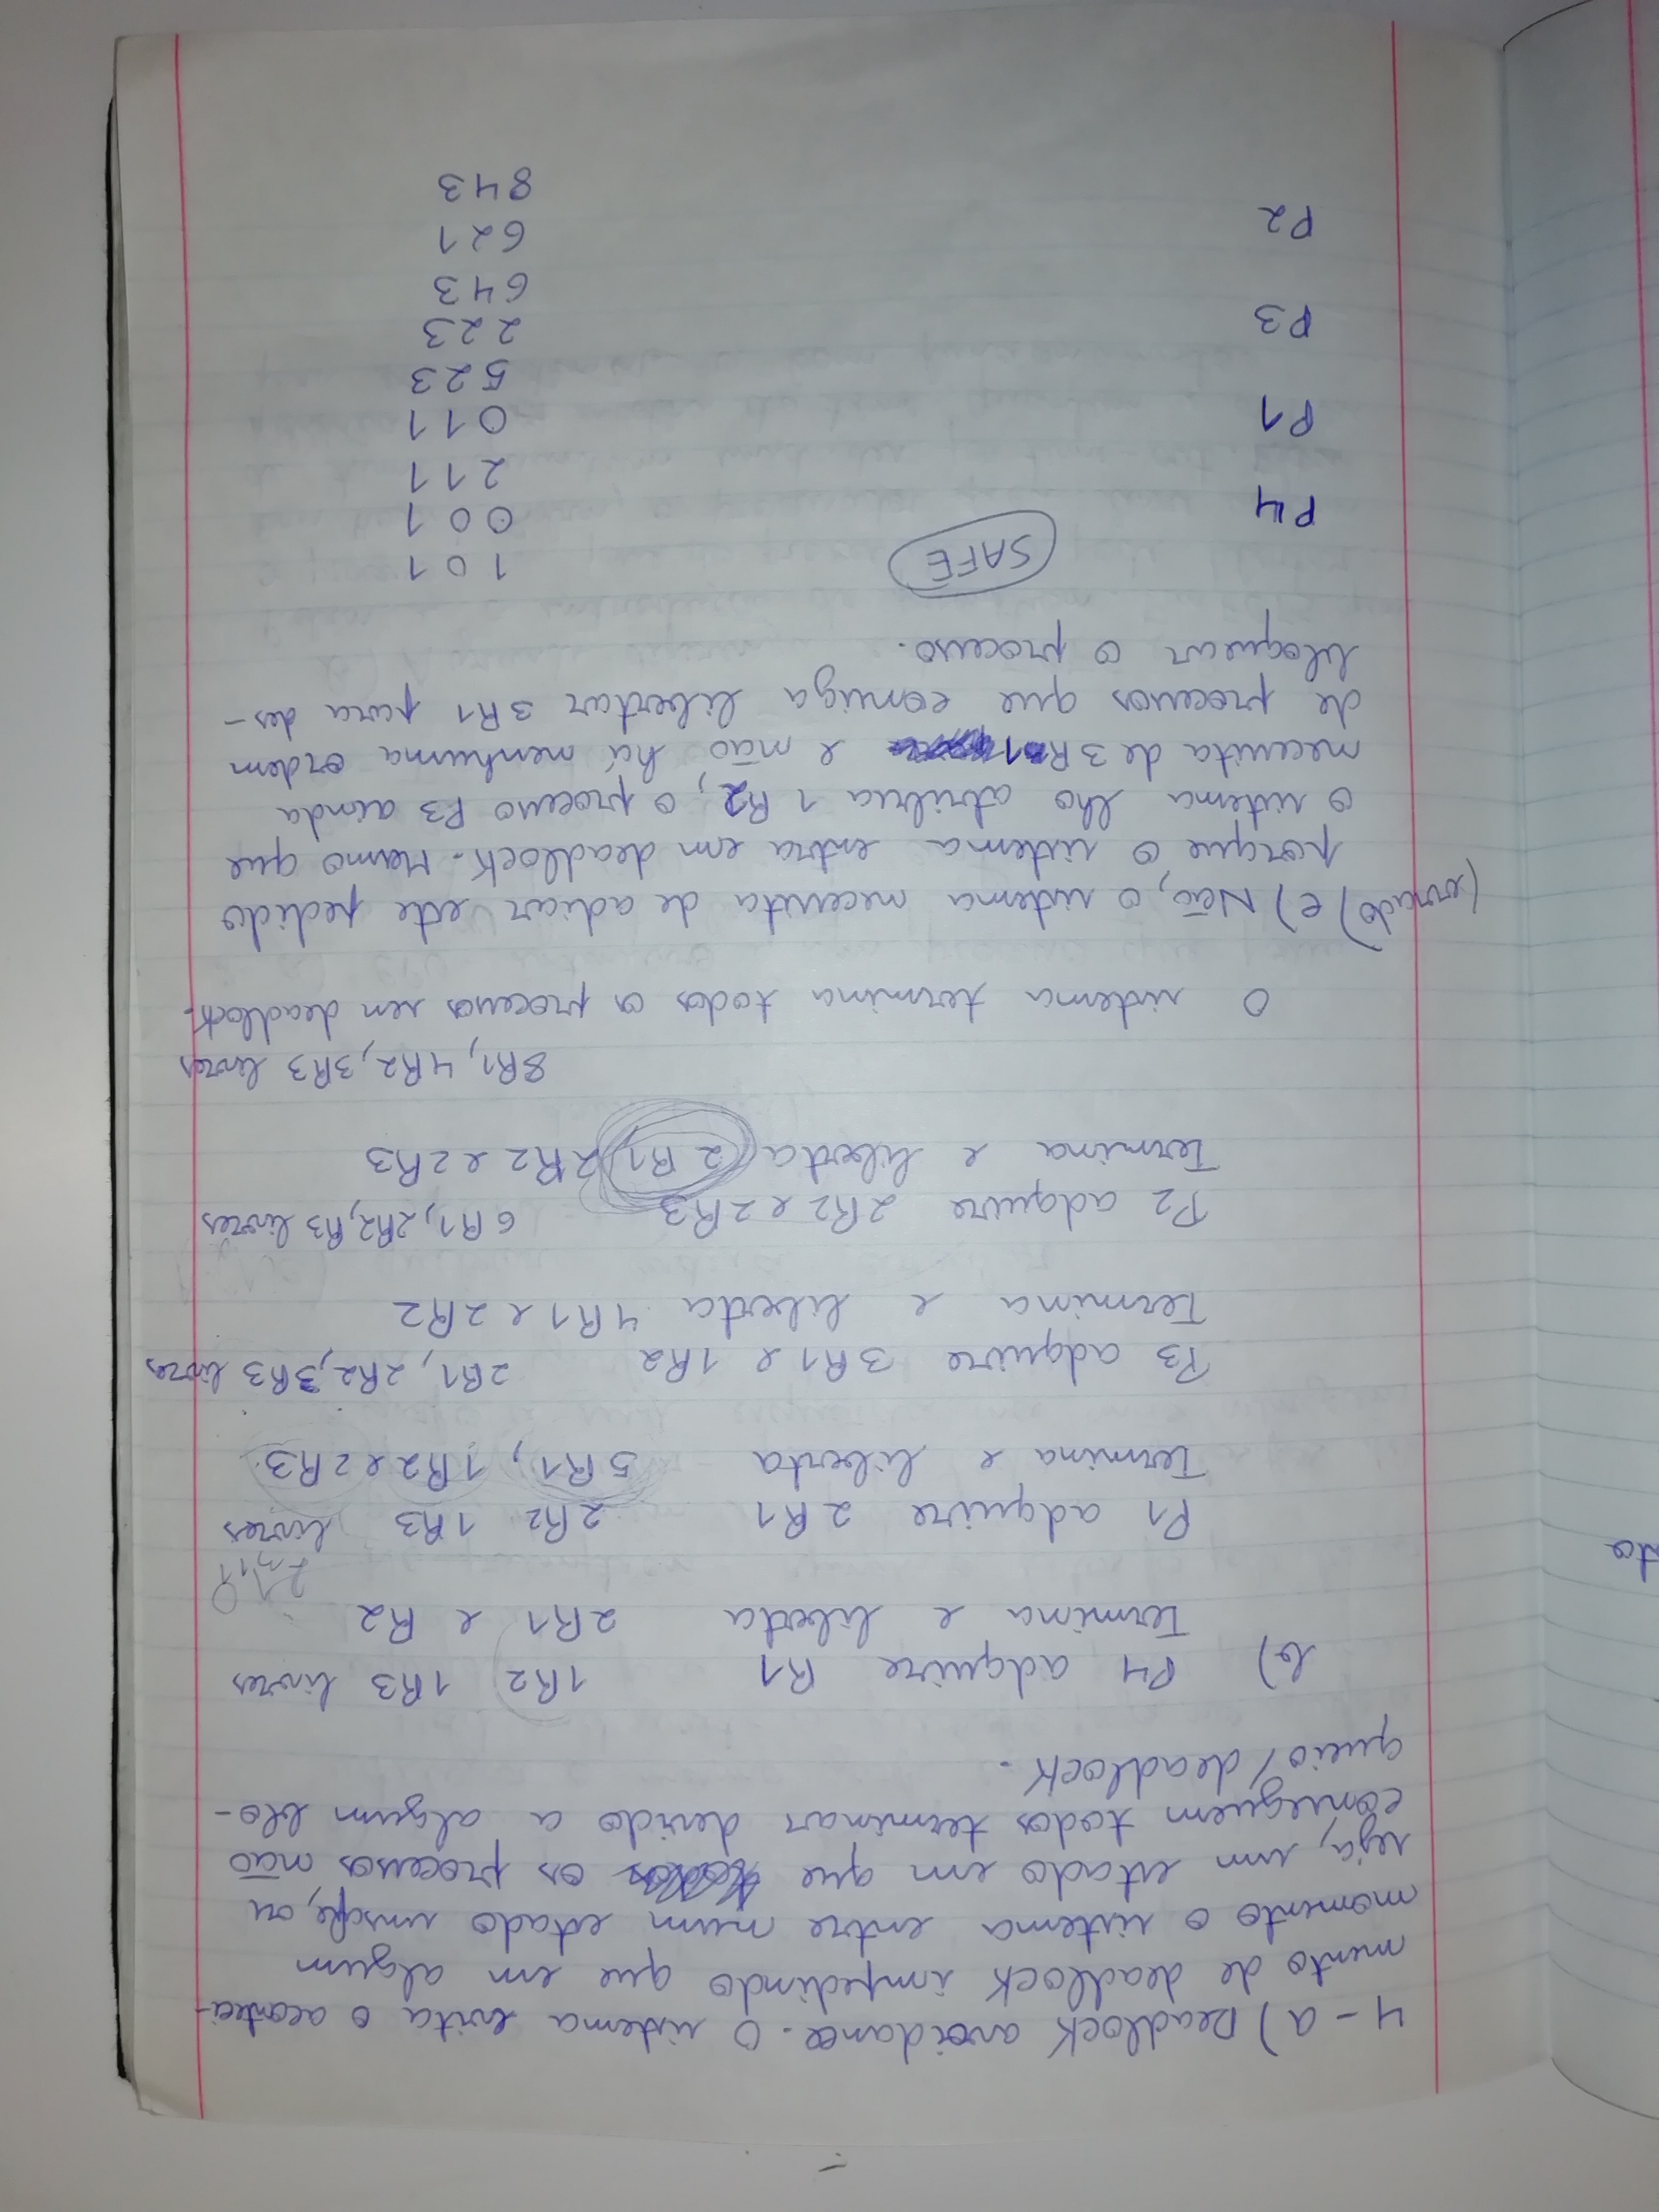 4 - a) Deadlock avoidance. O sistema evita o aconteci-
mento de deadlock impedindo que em algum
momento o sistema entre num estado unsafe, ou
seja, um estado em que os processos não
conseguem todos terminar devido a algum blo-
queio/deadlock.
b) P4 adquire R1 1R2 1R3 livres
Termina e liberta 2R1 e R2
P1 adquire 2R1 2R2 1R3 livres
Termina e liberta 5R1, 1R2 e 2R3.
P3 adquire 3R1 e 1R2 2R1, 2R2, 3R3 livres
Termina e liberta 4R1 e 2R2
P2 adquire 2R2 e 2R3 6R1, 2R2, R3 livres
Termina e liberta 2R1, 2R2 e 2R3
8R1, 4R2, 3R3 livres
O sistema termina todos os processos sem deadlock.
(errado) c) Não, o sistema necessita de adiar este pedido
porque o sistema entra em deadlock. Mesmo que
o sistema lho atribua 1 R2, o processo P3 ainda
necessita de 3R1 e não há nenhuma ordem
de processos que consiga libertar 3R1 para des-
bloquear o processo.
SAFE 1 0 1
P4 0 0 1
2 1 1
P1 0 1 1
5 2 3
P3 2 2 3
6 4 3
P2 6 2 1
8 4 3